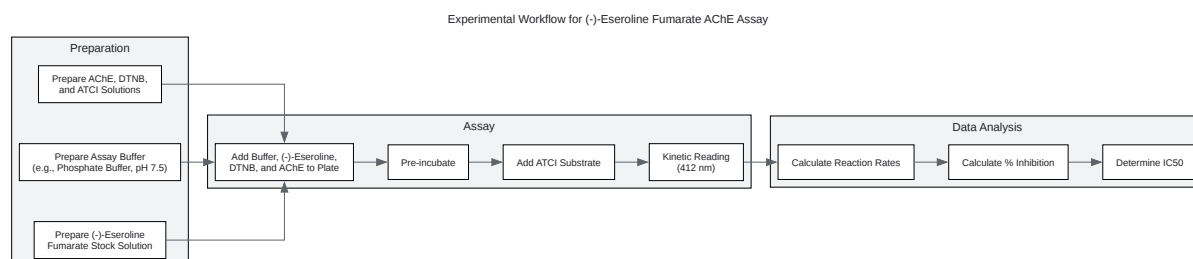 Experimental Workflow for (-)-Eseroline Fumarate AChE Assay
Preparation
Prepare AChE, DTNB,
and ATCI Solutions
Prepare Assay Buffer
(e.g., Phosphate Buffer, pH 7.5)
Prepare (-)-Eseroline
Fumarate Stock Solution
Assay
Add Buffer, (-)-Eseroline,
DTNB, and AChE to Plate
Pre-incubate
Add ATCI Substrate
Kinetic Reading
(412 nm)
Data Analysis
Calculate Reaction Rates
Calculate % Inhibition
Determine IC50